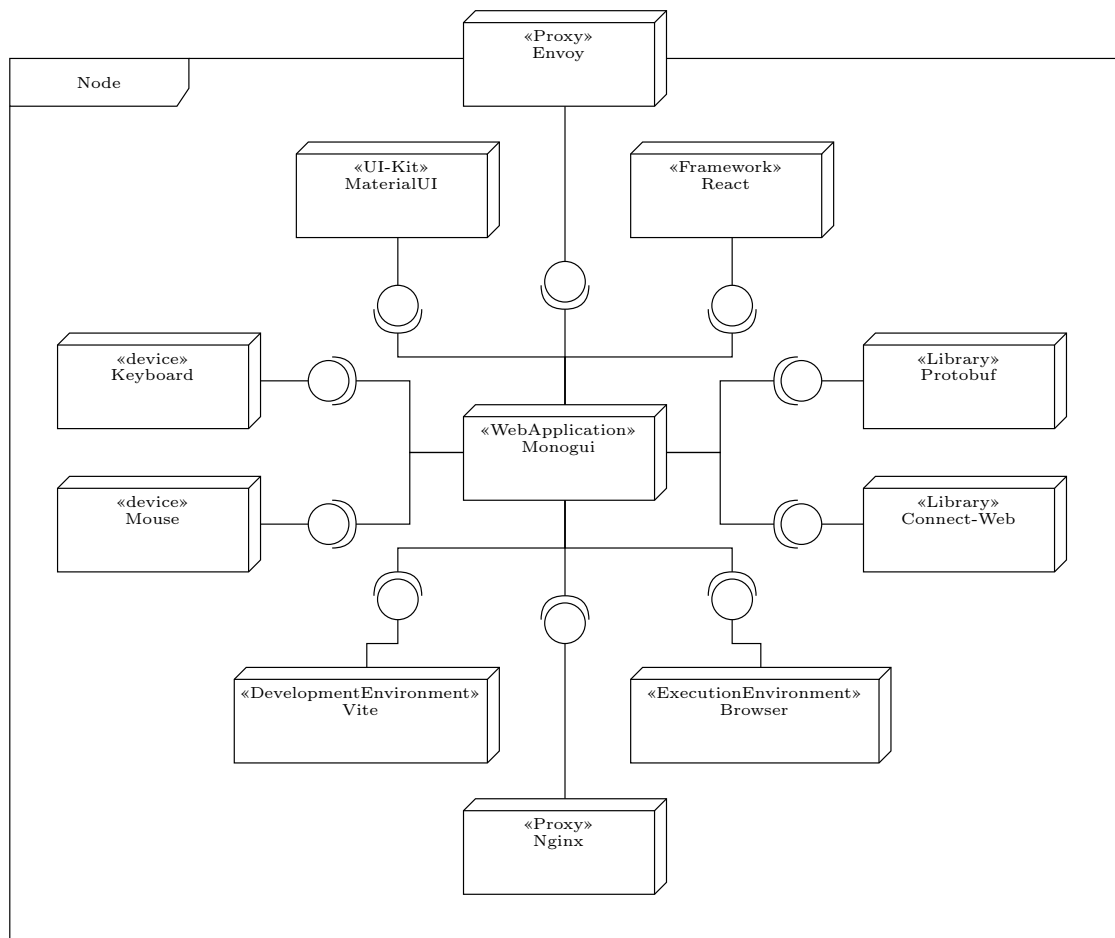 «Proxy»
Envoy
Node
«UI-Kit»
MaterialUI
«Framework»
React
«device»
Keyboard
«Library»
Protobuf
«WebApplication»
Monogui
«device»
Mouse
«Library»
Connect-Web
«DevelopmentEnvironment»
Vite
«ExecutionEnvironment»
Browser
«Proxy»
Nginx